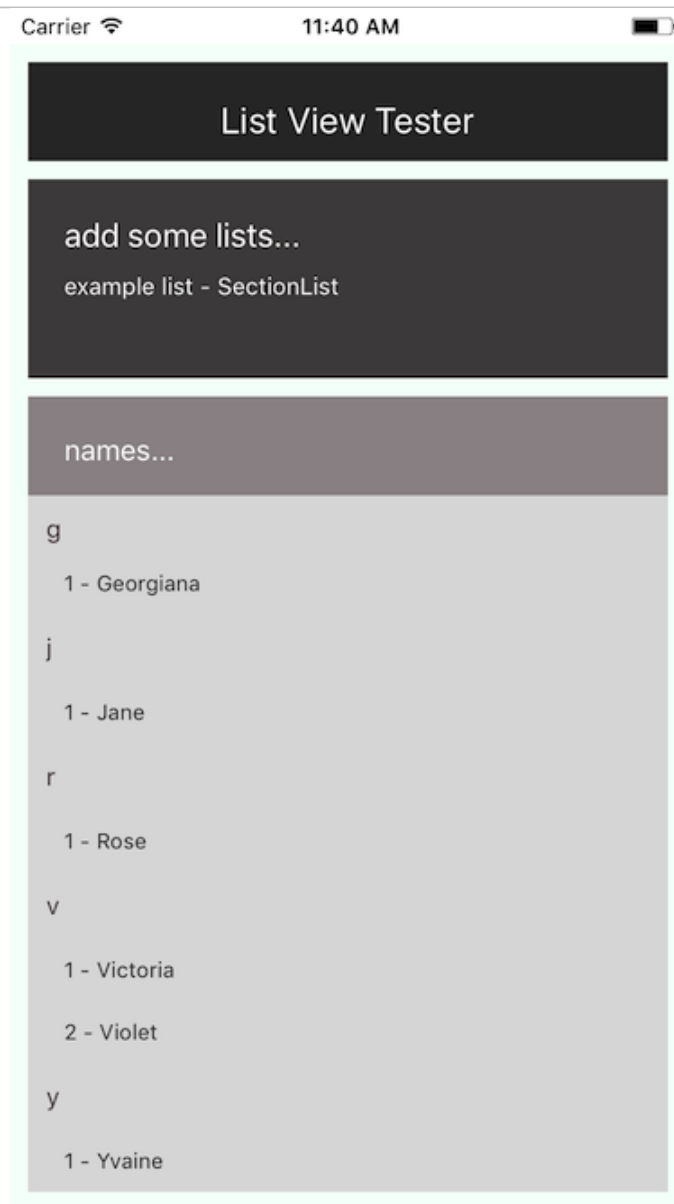 Carrier 11:40 AM
List View Tester
add some lists...
example list - SectionList
names...
g
1 - Georgiana
j
1 - Jane
r
1 - Rose
v
1 - Victoria
2 - Violet
y
1 - Yvaine